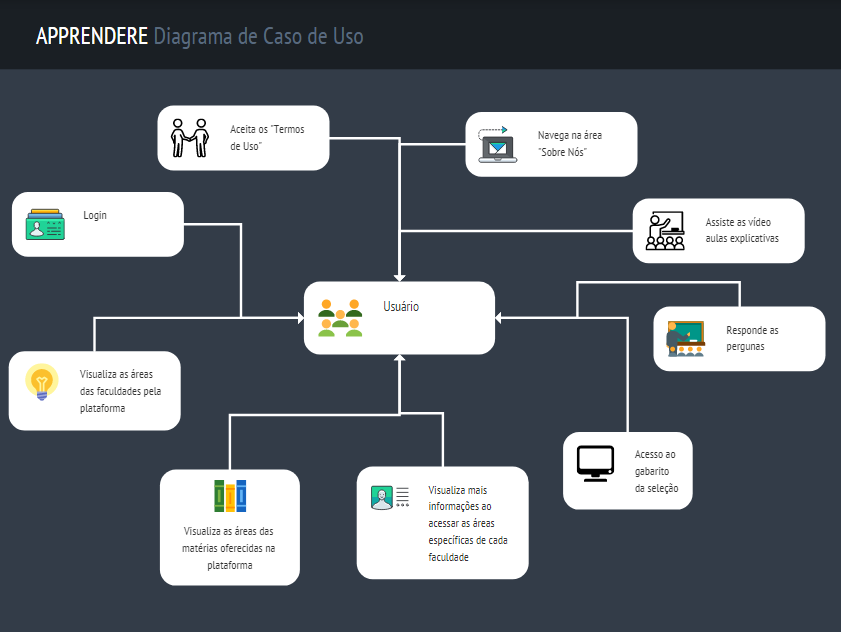 APPRENDERE Diagrama de Caso de Uso
Aceita os "Termos
de Uso"
Navega na área
"Sobre Nós"
Login
Assiste as vídeo
aulas explicativas
Usuário
Responde as
pergunas
Visualiza as áreas
das faculdades pela
plataforma
Acesso ao
gabarito
da seleção
Visualiza as áreas das
matérias oferecidas na
plataforma
Visualiza mais
informações ao
acessar as áreas
específicas de cada
faculdade